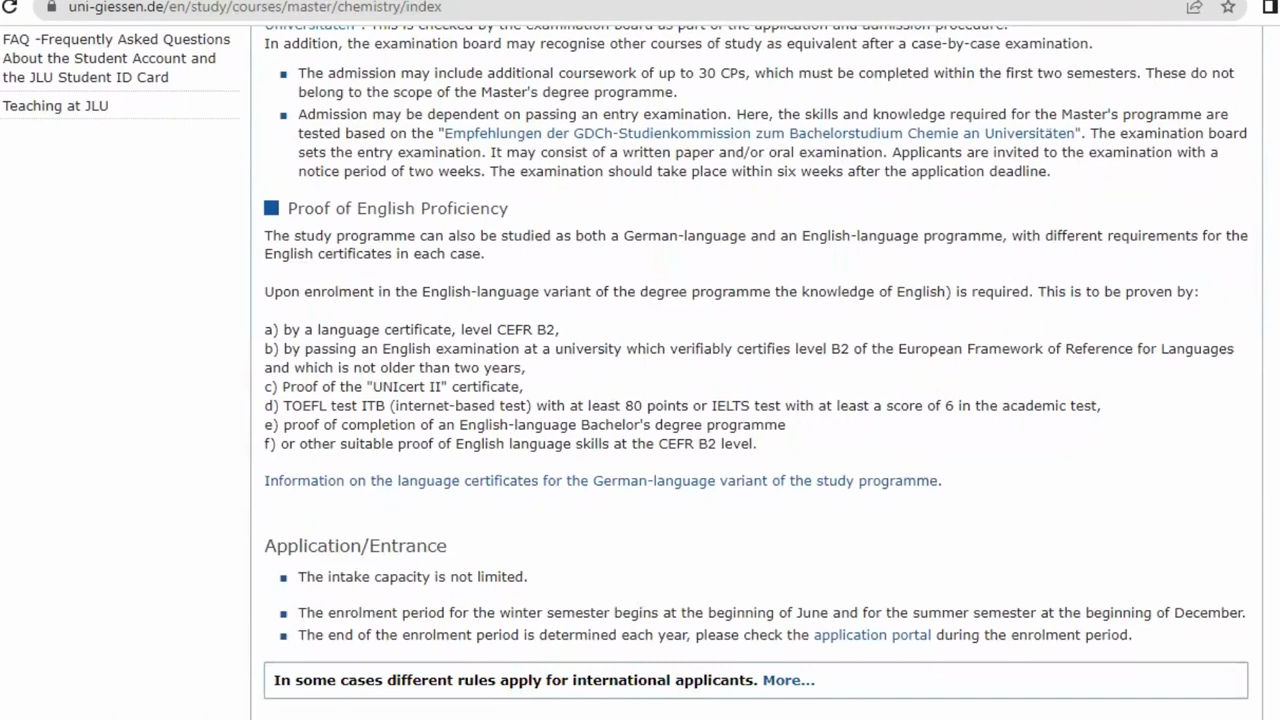 uni-giessen.de/en/study/courses/master/chemistry/index
FAQ -Frequently Asked Questions
About the Student Account and
the JLU Student ID Card
Teaching at JLU
Universitäten". This is checked by the examination board as part of the application and admission procedure.
In addition, the examination board may recognise other courses of study as equivalent after a case-by-case examination.
The admission may include additional coursework of up to 30 CPs, which must be completed within the first two semesters. These do not
belong to the scope of the Master's degree programme.
Admission may be dependent on passing an entry examination. Here, the skills and knowledge required for the Master's programme are
tested based on the "Empfehlungen der GDCh-Studienkommission zum Bachelorstudium Chemie an Universitäten". The examination board
sets the entry examination. It may consist of a written paper and/or oral examination. Applicants are invited to the examination with a
notice period of two weeks. The examination should take place within six weeks after the application deadline.
Proof of English Proficiency
The study programme can also be studied as both a German-language and an English-language programme, with different requirements for the
English certificates in each case.
Upon enrolment in the English-language variant of the degree programme the knowledge of English) is required. This is to be proven by:
a) by a language certificate, level CEFR B2,
b) by passing an English examination at a university which verifiably certifies level B2 of the European Framework of Reference for Languages
and which is not older than two years,
c) Proof of the "UNIcert II" certificate,
d) TOEFL test ITB (internet-based test) with at least 80 points or IELTS test with at least a score of 6 in the academic test,
e) proof of completion of an English-language Bachelor's degree programme
f) or other suitable proof of English language skills at the CEFR B2 level.
Information on the language certificates for the German-language variant of the study programme.
Application/Entrance
The intake capacity is not limited.
The enrolment period for the winter semester begins at the beginning of June and for the summer semester at the beginning of December.
The end of the enrolment period is determined each year, please check the application portal during the enrolment period.
In some cases different rules apply for international applicants. More...